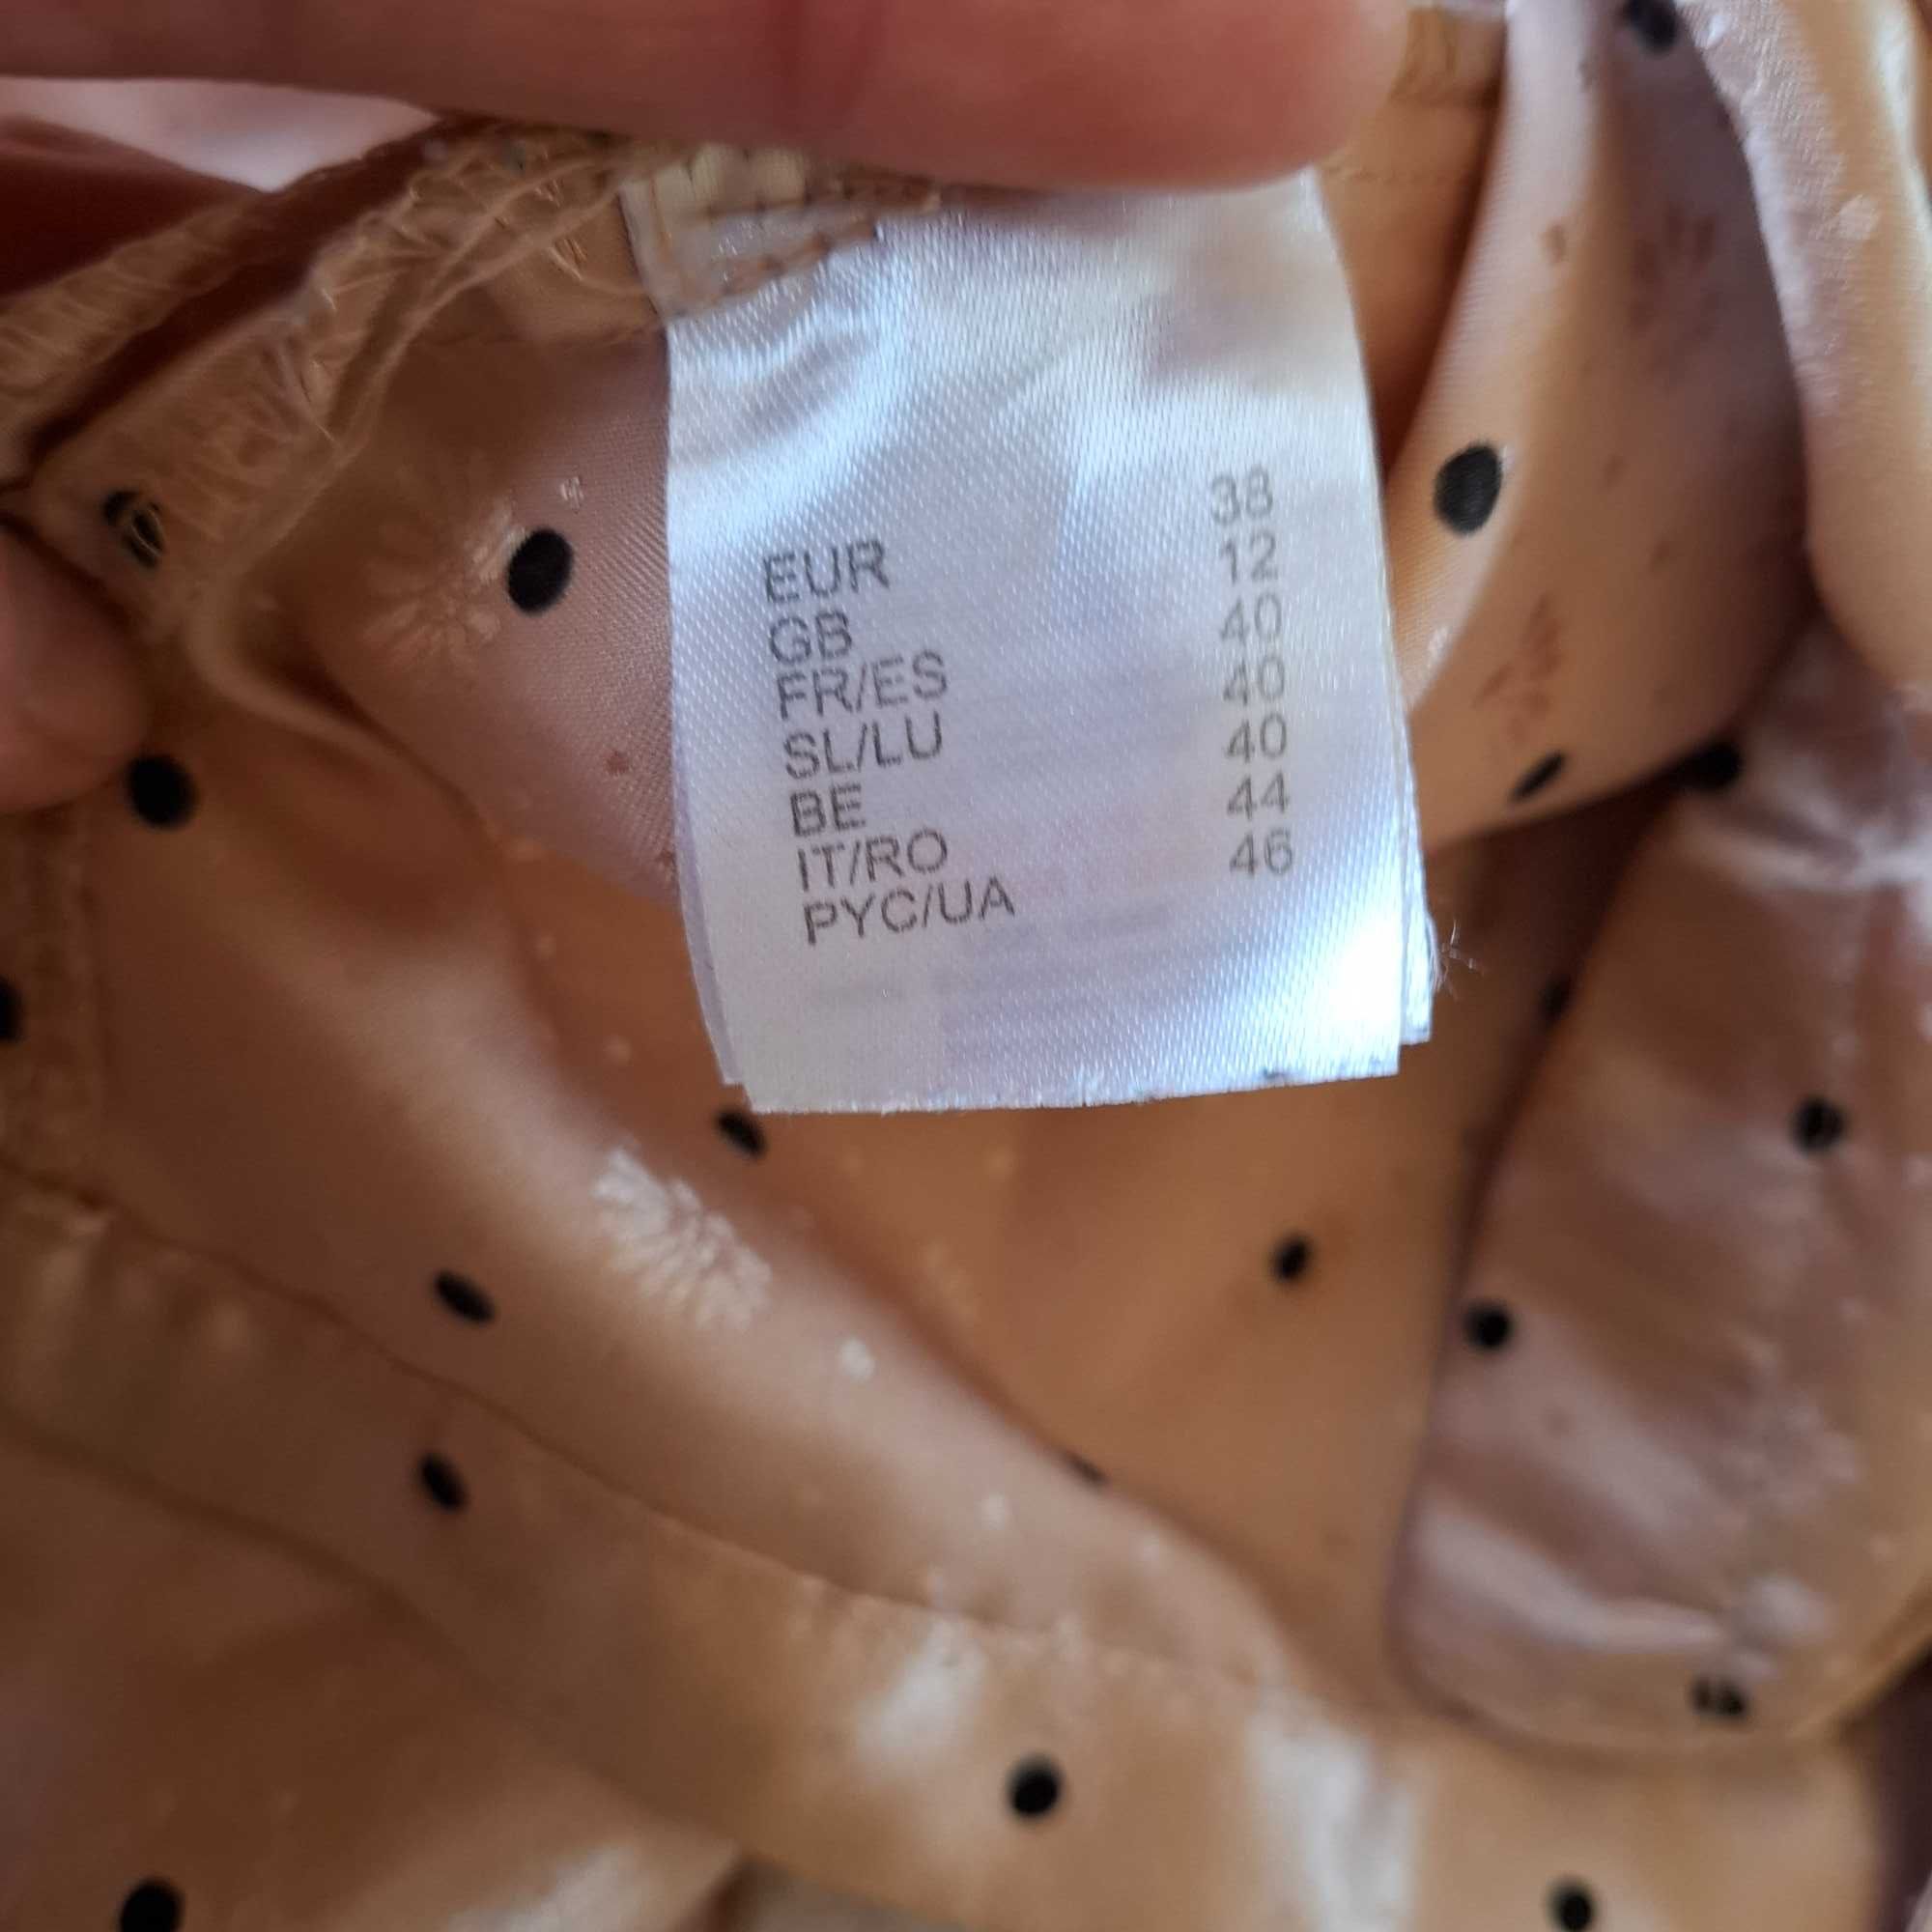 EUR 38
GB 12
FR/ES 40
SL/LU 40
BE 40
IT/RO 44
PYC/UA 46